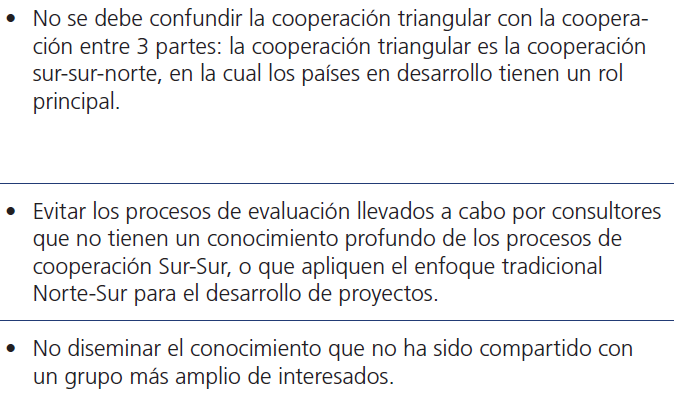 • No se debe confundir la cooperación triangular con la coopera-
ción entre 3 partes: la cooperación triangular es la cooperación
sur-sur-norte, en la cual los países en desarrollo tienen un rol
principal.
• Evitar los procesos de evaluación llevados a cabo por consultores
que no tienen un conocimiento profundo de los procesos de
cooperación Sur-Sur, o que apliquen el enfoque tradicional
Norte-Sur para el desarrollo de proyectos.
• No diseminar el conocimiento que no ha sido compartido con
un grupo más amplio de interesados.